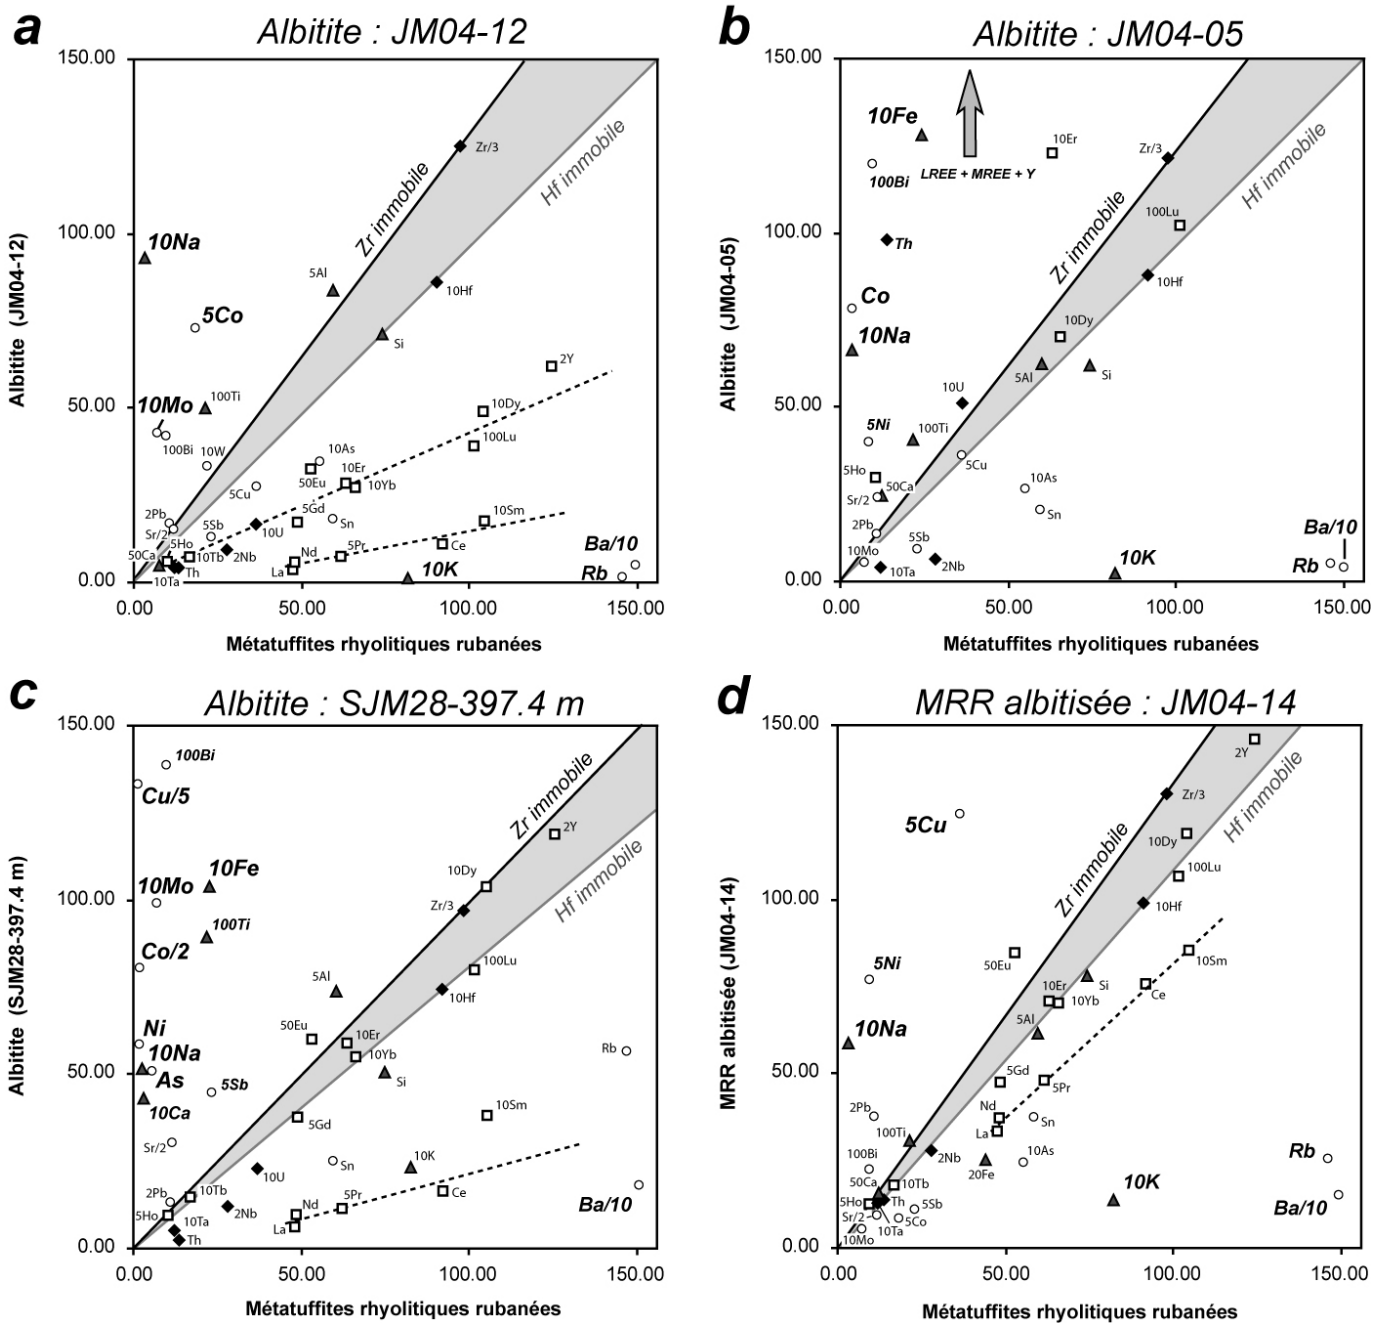 a
Albitite : JM04-12
150.00
100.00
50.00
0.00
Albitite (JM04-12)
Zr immobile
Hf immobile
Zr/3
10Na
5Al
10Hf
5Co
Si
2Y
100Ti
10Mo
10Dy
100Bi
10W
10As
100Lu
50Eu
10Er
10Yb
5Cu
5Gd
Sn
10Sm
2Pb
Sr/2
5Sb
10U
5Ho
2Nb
Nd
5Pr
Ce
Ba/10
50Ca
10Tb
La
10K
Rb
10Ta
Th
0.00
50.00
100.00
150.00
Métatuffites rhyolitiques rubanées
b
Albitite : JM04-05
150.00
100.00
50.00
0.00
Albitite (JM04-05)
Zr immobile
Hf immobile
10Fe
10Er
Zr/3
LREE + MREE + Y
100Bi
100Lu
Th
10Hf
Co
10Dy
10Na
5Al
Si
10U
5Ni
100Ti
5Cu
5Ho
50Ca
10As
Sr/2
Sn
2Pb
5Sb
Ba/10
10Mo
2Nb
10K
Rb
10Ta
0.00
50.00
100.00
150.00
Métatuffites rhyolitiques rubanées
c
Albitite : SJM28-397.4 m
150.00
100.00
50.00
0.00
Albitite (SJM28-397.4 m)
Zr immobile
Hf immobile
100Bi
Cu/5
2Y
10Fe
10Dy
10Mo
Zr/3
100Ti
Co/2
100Lu
5Al
10Hf
Ni
50Eu
10Er
10Na
10Yb
Rb
As
5Sb
Si
10Ca
10Sm
5Gd
Sr/2
Sn
10K
10U
2Pb
10Tb
Nd
5Pr
Ce
Ba/10
5Ho
10Ta
2Nb
La
Th
0.00
50.00
100.00
150.00
Métatuffites rhyolitiques rubanées
d
MRR albitisée : JM04-14
150.00
100.00
50.00
0.00
MRR albitisée (JM04-14)
Zr immobile
Hf immobile
2Y
Zr/3
5Cu
10Dy
100Lu
10Hf
5Ni
50Eu
10Sm
Si
Ce
10Er
10Yb
10Na
5Al
5Gd
5Pr
2Pb
Nd
Sn
100Ti
La
2Nb
10As
Rb
100Bi
20Fe
50Ca
10Tb
10K
5Ho
Th
5Sb
Ba/10
Sr/2
5Co
10Mo
10Ta
0.00
50.00
100.00
150.00
Métatuffites rhyolitiques rubanées